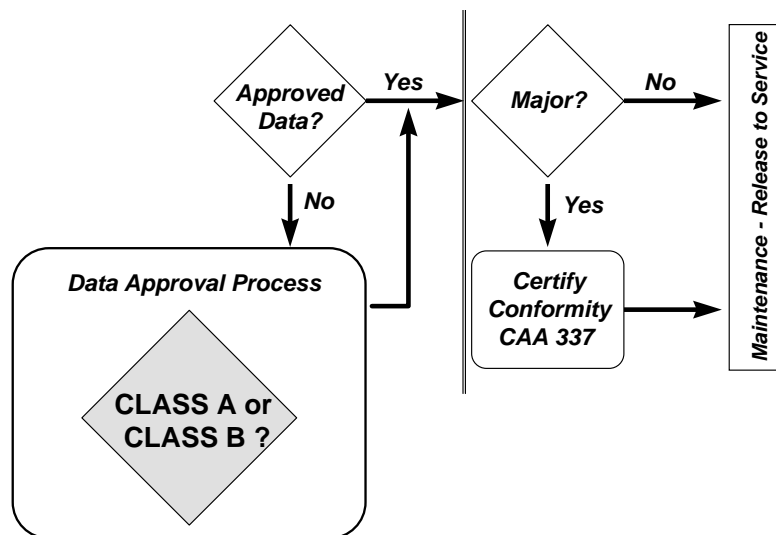 Approved
Data?
Yes
No
Data Approval Process
CLASS A or
CLASS B ?
Major?
No
Yes
Certify
Conformity
CAA 337
Maintenance - Release to Service